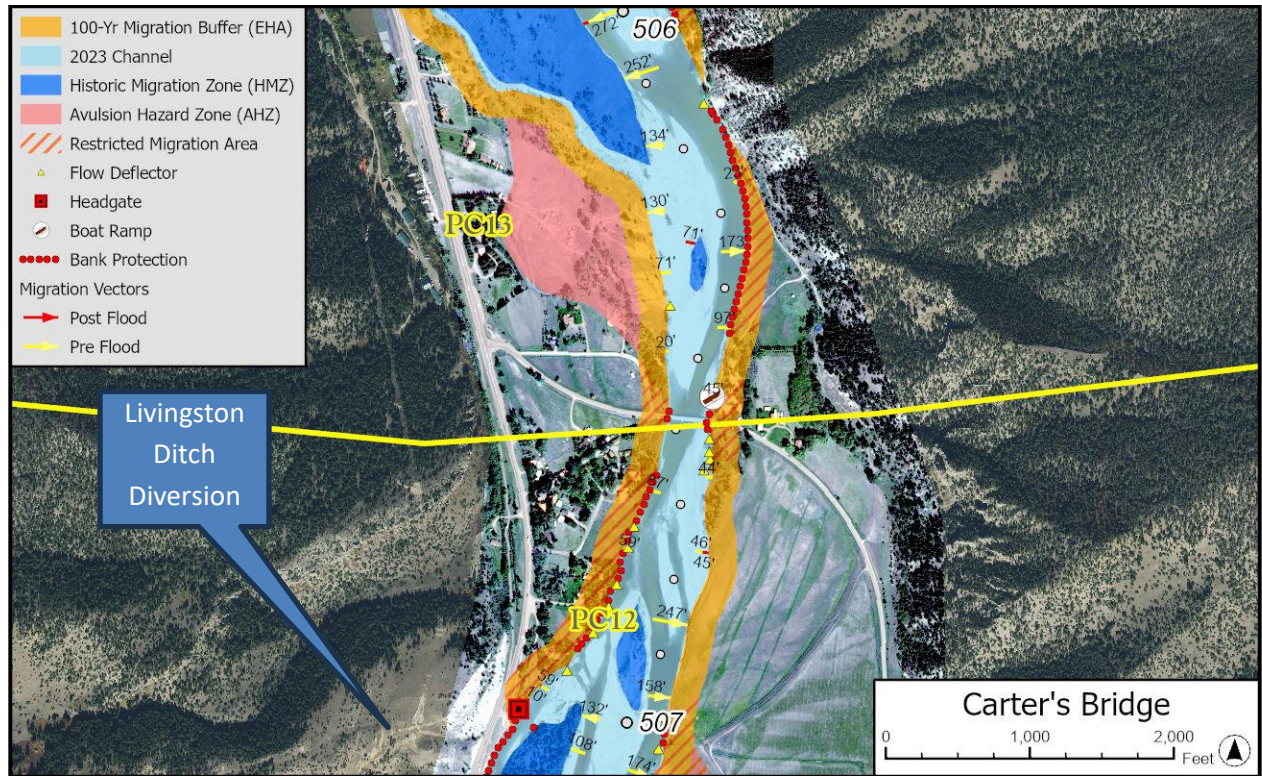 100-Yr Migration Buffer (EHA)
2023 Channel
Historic Migration Zone (HMZ)
Avulsion Hazard Zone (AHZ)
Restricted Migration Area
Flow Deflector
Headgate
Boat Ramp
Bank Protection
Migration Vectors
Post Flood
Pre Flood
Livingston
Ditch
Diversion
272'
506
252'
134'
130'
PC13
71'
173'
71'
97'
20'
45'
44'
46'
45'
PC12
247'
158'
132'
507
174'
Carter's Bridge
0 1,000 2,000
Feet